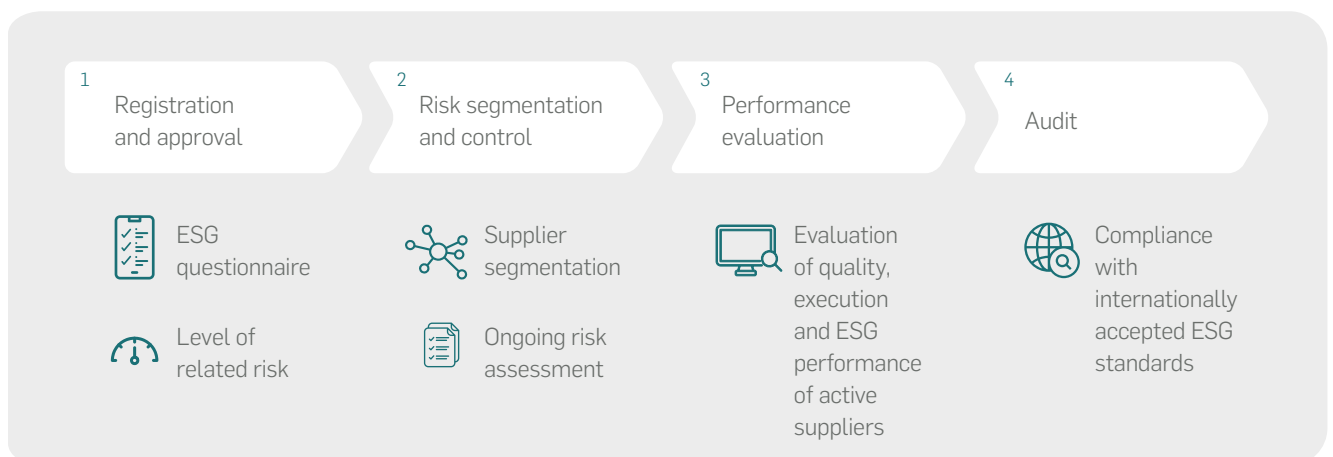 1
Registration
and approval
2
Risk segmentation
and control
3
Performance
evaluation
4
Audit
ESG
questionnaire
Level of
related risk
Supplier
segmentation
Ongoing risk
assessment
Evaluation
of quality,
execution
and ESG
performance
of active
suppliers
Compliance
with
internationally
accepted ESG
standards